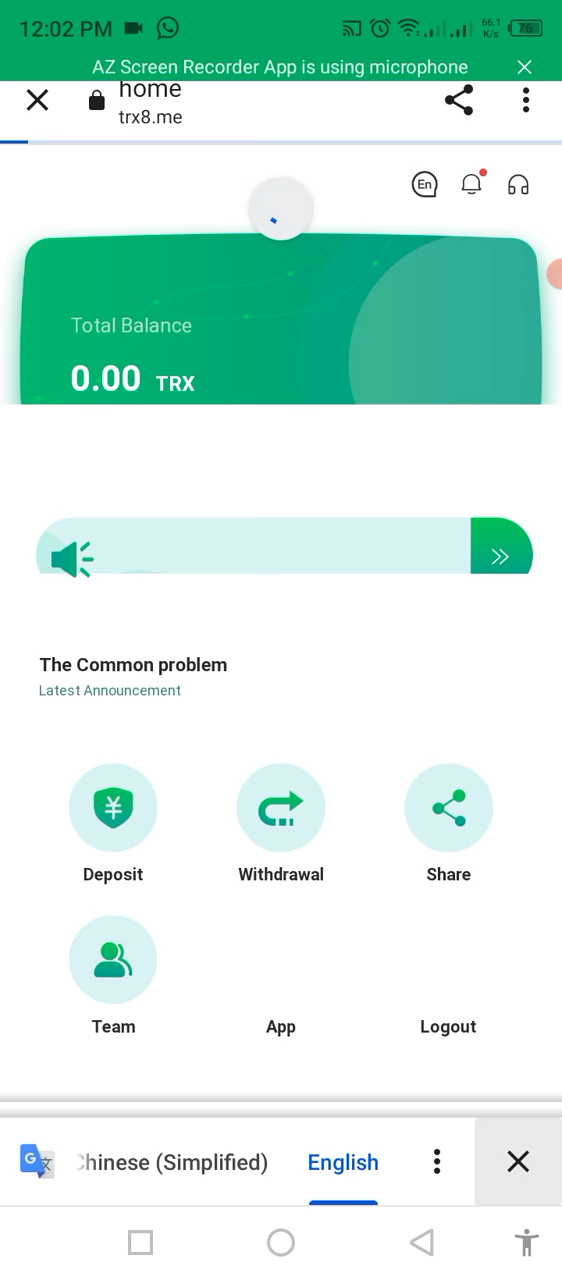 12:02 PM
66.1
K/s
76
AZ Screen Recorder App is using microphone
home
trx8.me
En
Total Balance
0.00 TRX
The Common problem
Latest Announcement
¥
Deposit
Withdrawal
Share
Team
App
Logout
G 文
Chinese (Simplified)
English